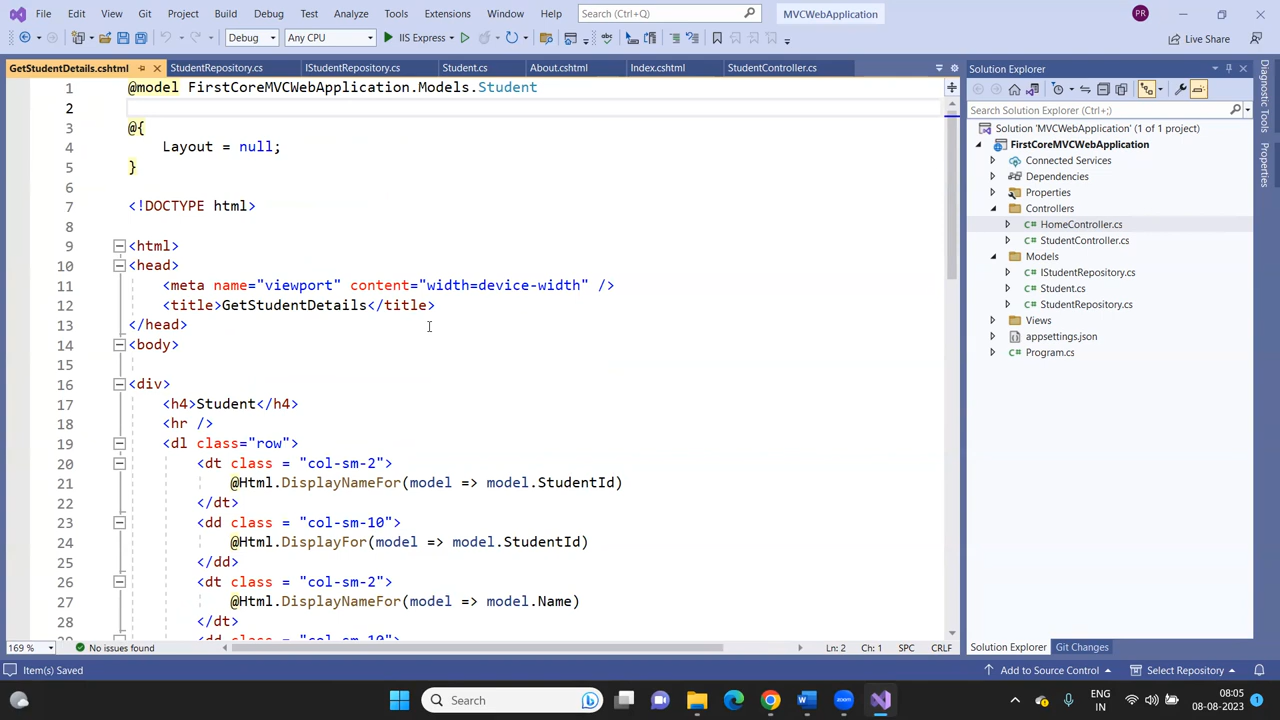 File Edit View Git Project Build Debug Test Analyze Tools Extensions Window Help Search (Ctrl+Q) MVCWebApplication PR
Debug Any CPU IIS Express Live Share
GetStudentDetails.cshtml StudentRepository.cs IStudentRepository.cs Student.cs About.cshtml Index.cshtml StudentController.cs
1 @model FirstCoreMVCWebApplication.Models.Student
2
3 @{
4 Layout = null;
5 }
6
7 <!DOCTYPE html>
8
9 <html>
10 <head>
11 <meta name="viewport" content="width=device-width" />
12 <title>GetStudentDetails</title>
13 </head>
14 <body>
15
16 <div>
17 <h4>Student</h4>
18 <hr />
19 <dl class="row">
20 <dt class = "col-sm-2">
21 @Html.DisplayNameFor(model => model.StudentId)
22 </dt>
23 <dd class = "col-sm-10">
24 @Html.DisplayFor(model => model.StudentId)
25 </dd>
26 <dt class = "col-sm-2">
27 @Html.DisplayNameFor(model => model.Name)
28 </dt>
29 <dd class = "col-sm-10">
169 % No issues found Ln: 2 Ch: 1 SPC CRLF
Solution Explorer
Search Solution Explorer (Ctrl+;)
Solution 'MVCWebApplication' (1 of 1 project)
FirstCoreMVCWebApplication
Connected Services
Dependencies
Properties
Controllers
HomeController.cs
StudentController.cs
Models
IStudentRepository.cs
Student.cs
StudentRepository.cs
Views
appsettings.json
Program.cs
Solution Explorer Git Changes
Diagnostic Tools
Properties
Item(s) Saved Add to Source Control Select Repository
Search ENG IN 08:05 08-08-2023